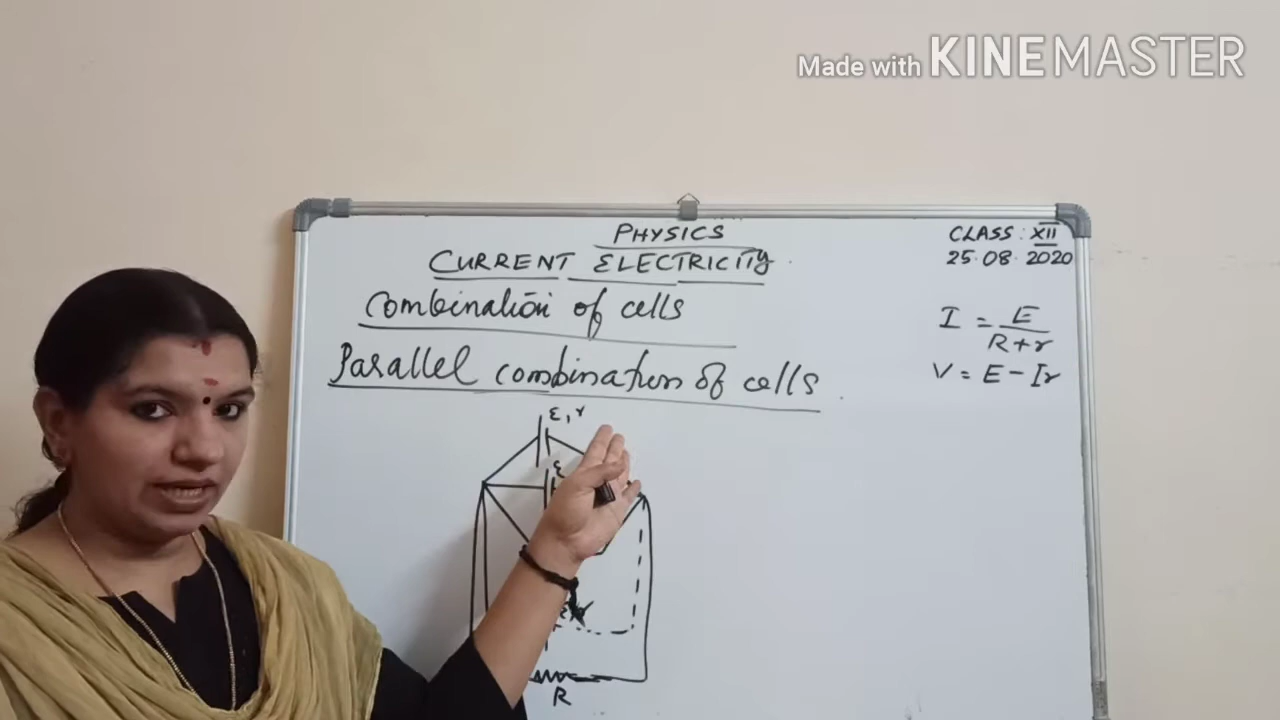 Made with KINEMASTER
PHYSICS
CLASS: XII
CURRENT ELECTRICITY
25.08.2020
Combination of cells
I = E / R+r
Parallel combination of cells
V = E - Ir
ε, r
ε
R